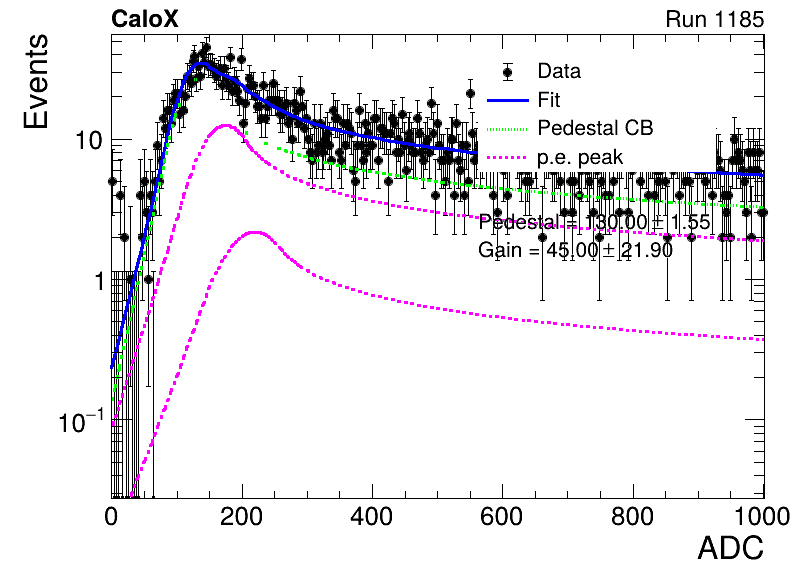 CaloX Run 1185
Events
Data
Fit
Pedestal CB
p.e. peak
Pedestal = 130.00 ± 1.55
Gain = 45.00 ± 21.90
10
1
10⁻¹
0 200 400 600 800 1000
ADC